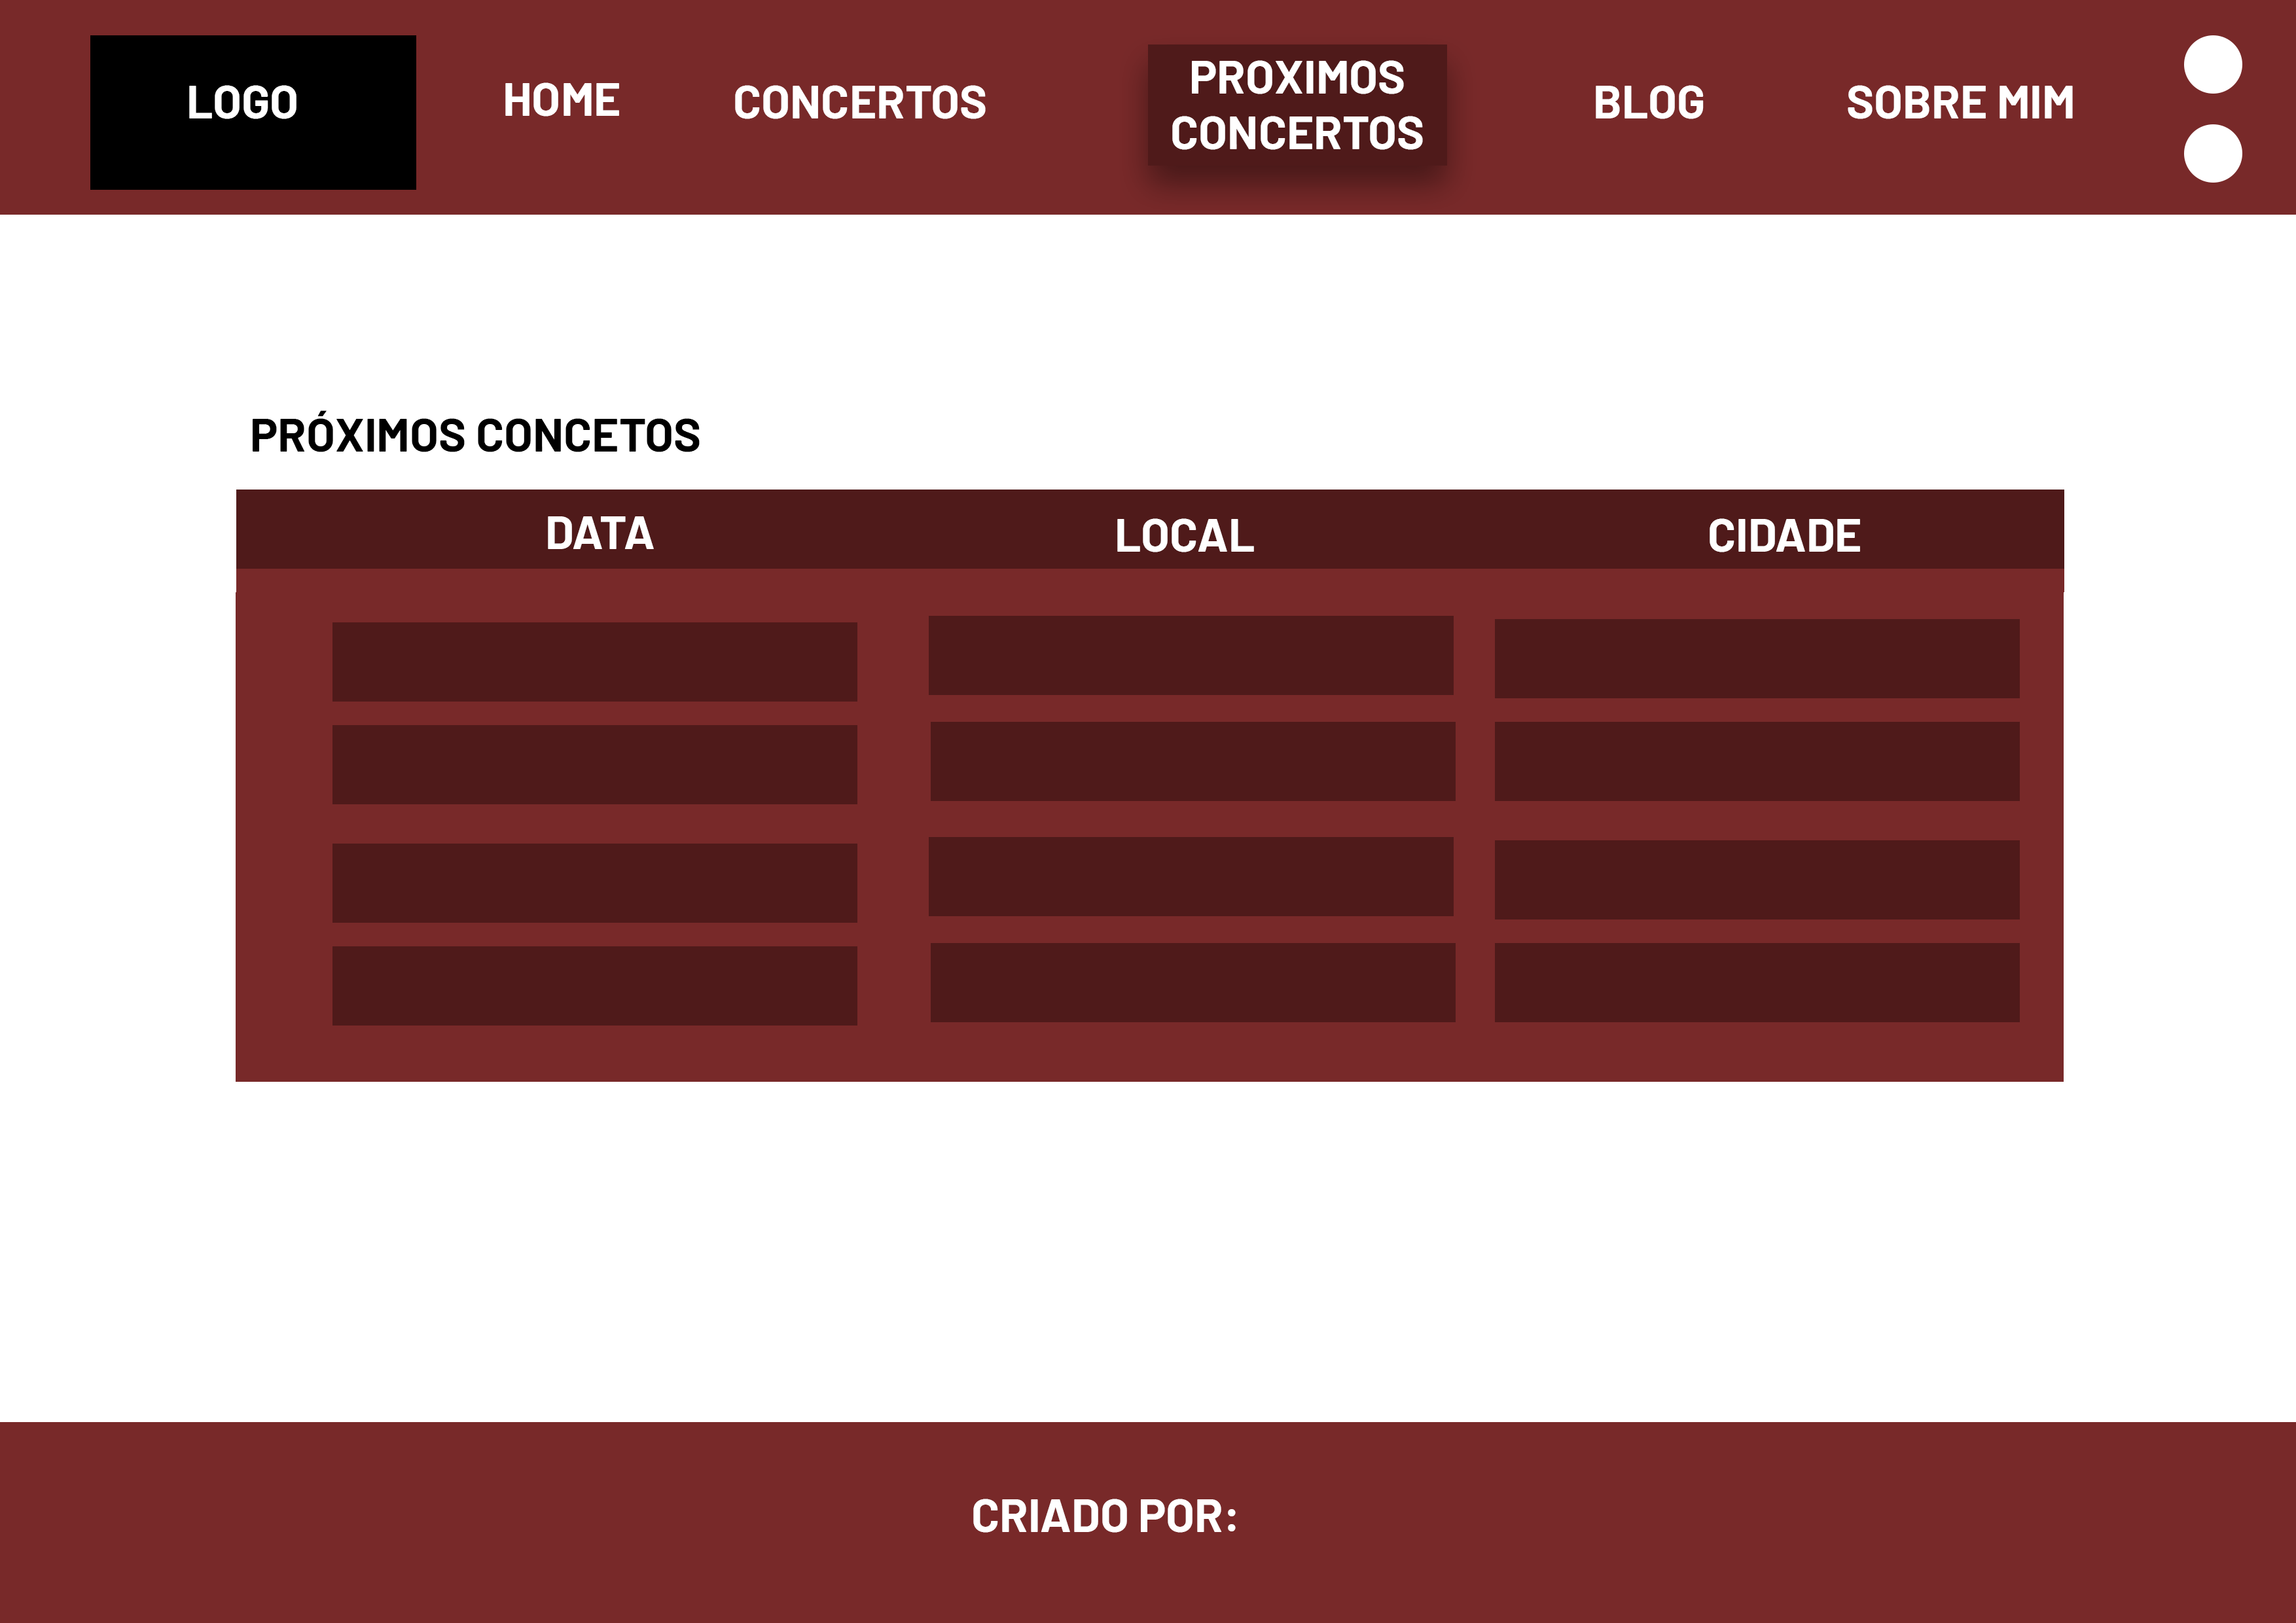 LOGO
HOME
CONCERTOS
PROXIMOS
CONCERTOS
BLOG
SOBRE MIM
PRÓXIMOS CONCETOS
DATA
LOCAL
CIDADE
CRIADO POR: